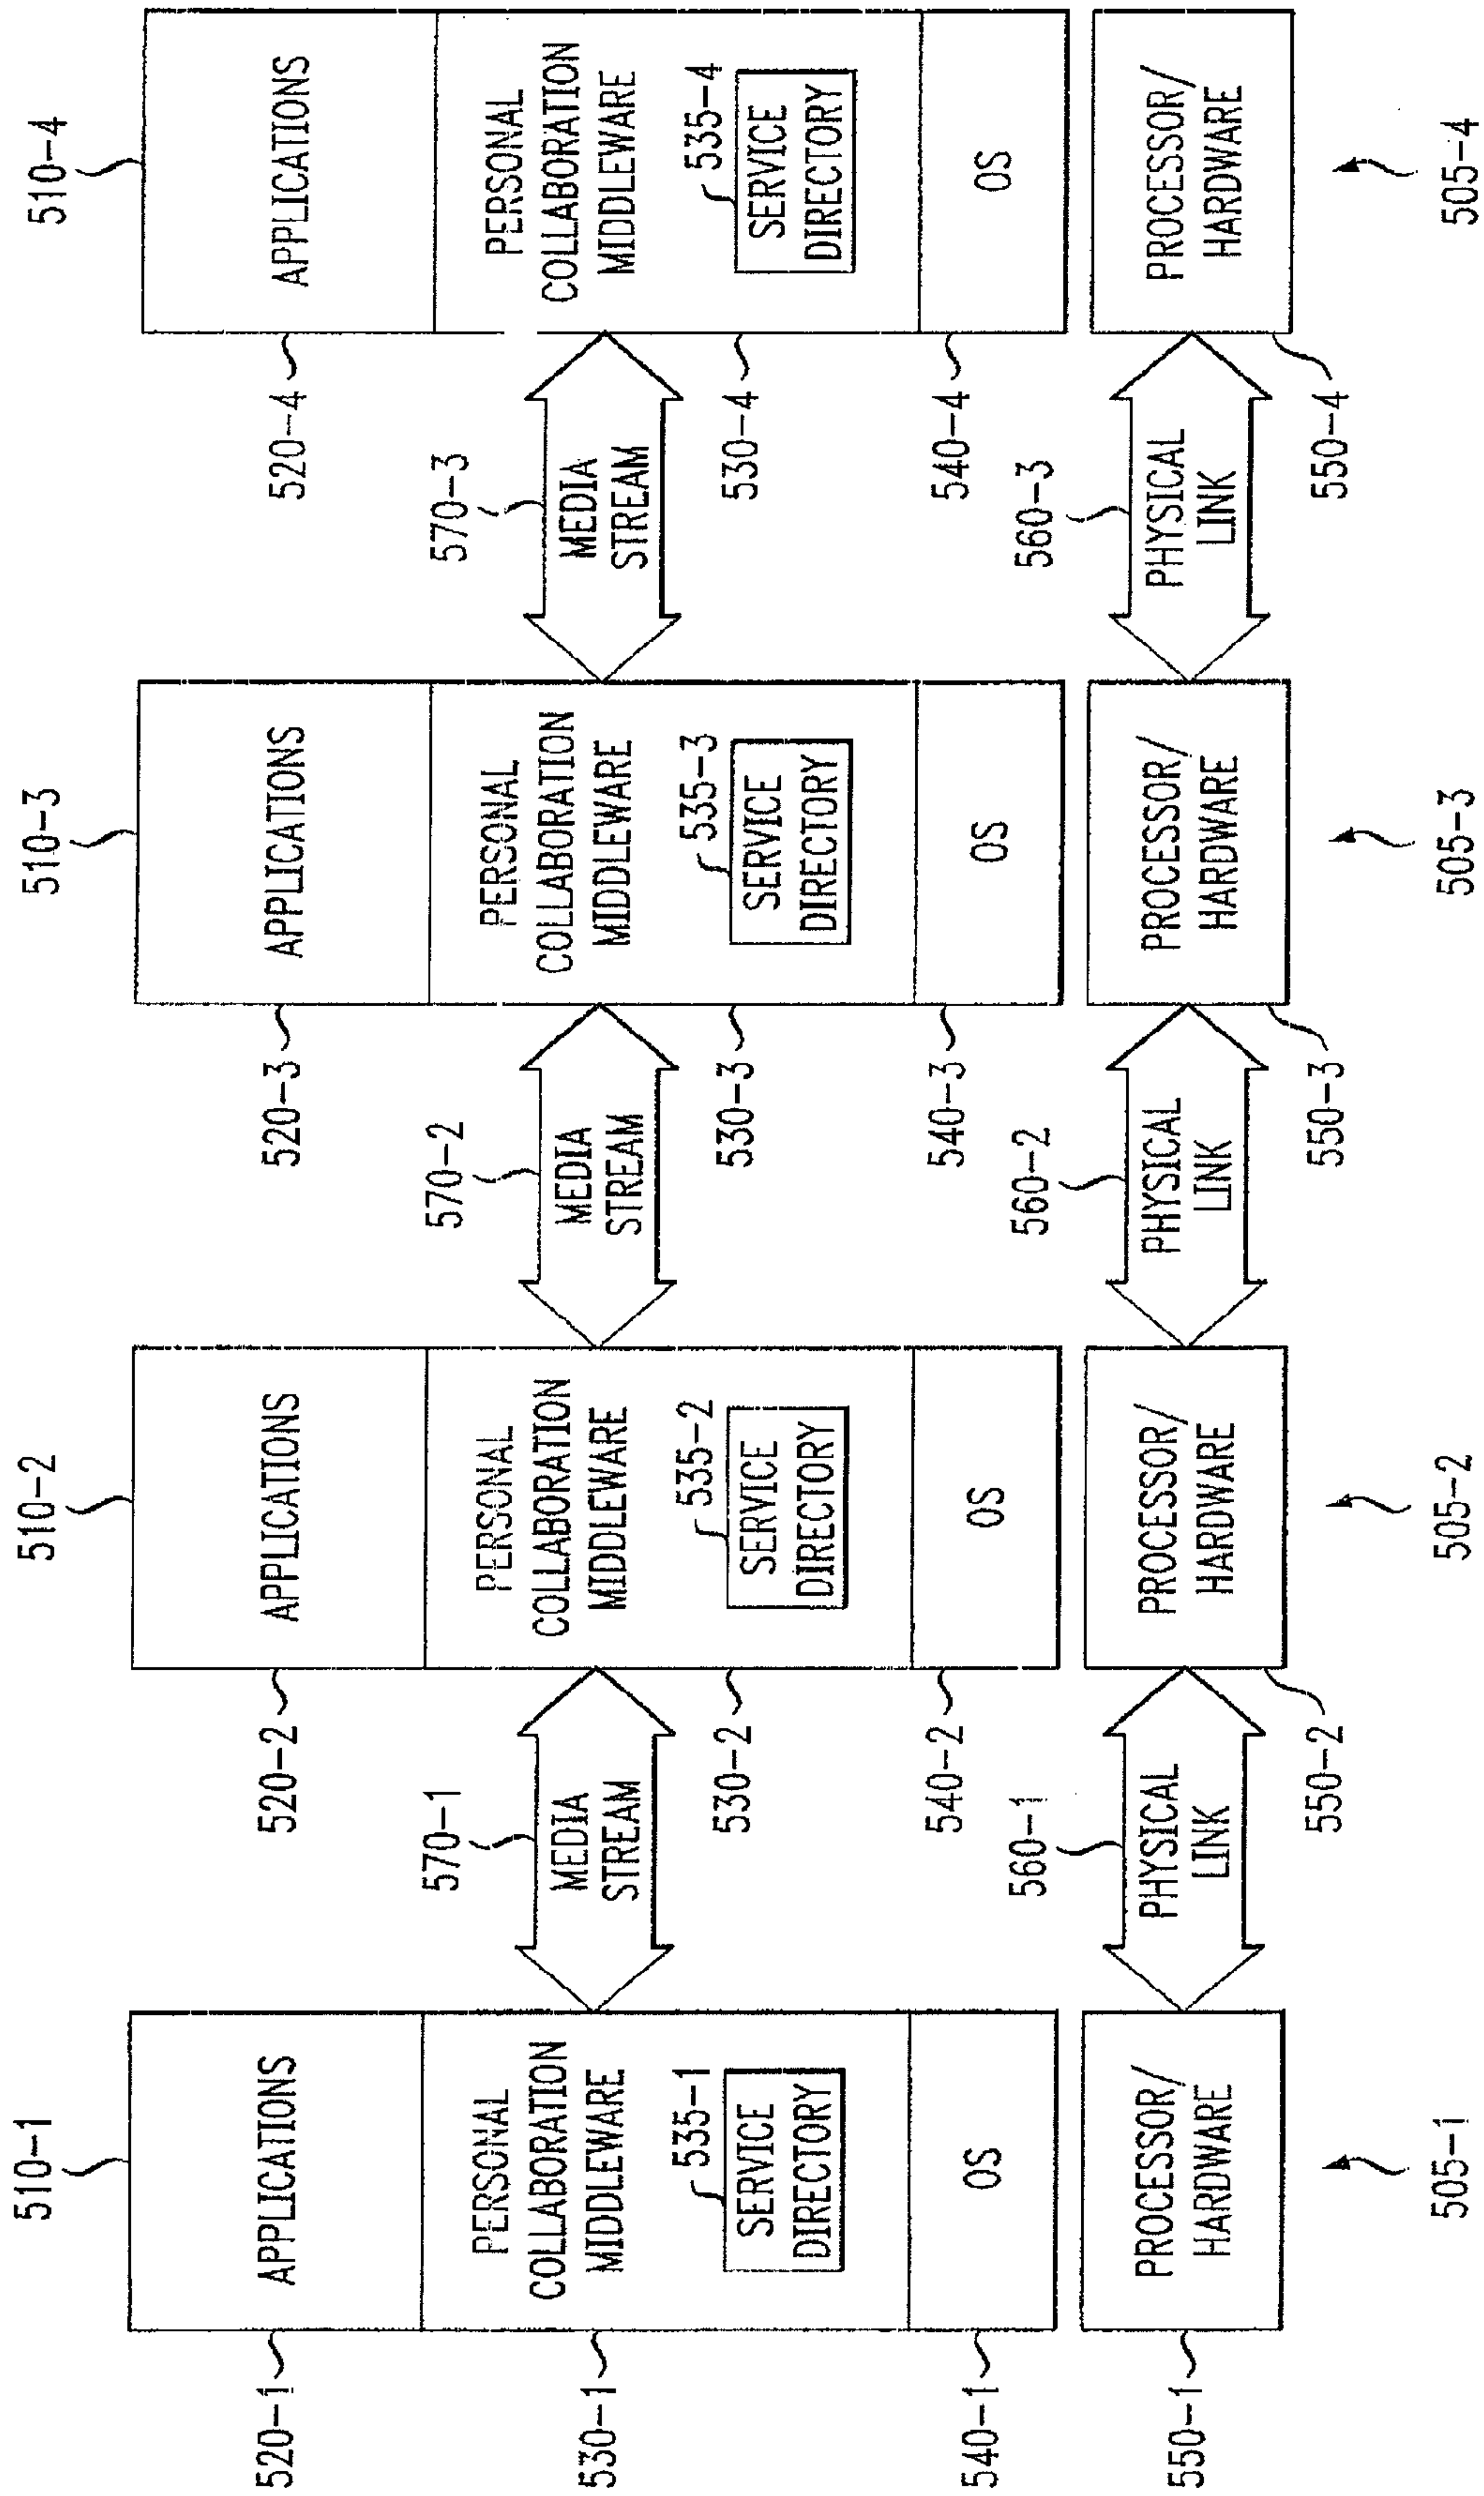 510-1
510-2
510-3
510-4
520-1
APPLICATIONS
520-2
APPLICATIONS
520-3
APPLICATIONS
520-4
APPLICATIONS
530-1
PERSONAL
COLLABORATION
MIDDLEWARE
535-1
SERVICE
DIRECTORY
570-1
MEDIA
STREAM
530-2
PERSONAL
COLLABORATION
MIDDLEWARE
535-2
SERVICE
DIRECTORY
570-2
MEDIA
STREAM
530-3
PERSONAL
COLLABORATION
MIDDLEWARE
535-3
SERVICE
DIRECTORY
570-3
MEDIA
STREAM
530-4
PERSONAL
COLLABORATION
MIDDLEWARE
535-4
SERVICE
DIRECTORY
540-1
OS
540-2
OS
540-3
OS
540-4
OS
550-1
PROCESSOR/
HARDWARE
560-1
PHYSICAL
LINK
550-2
PROCESSOR/
HARDWARE
560-2
PHYSICAL
LINK
550-3
PROCESSOR/
HARDWARE
560-3
PHYSICAL
LINK
550-4
PROCESSOR/
HARDWARE
505-1
505-2
505-3
505-4